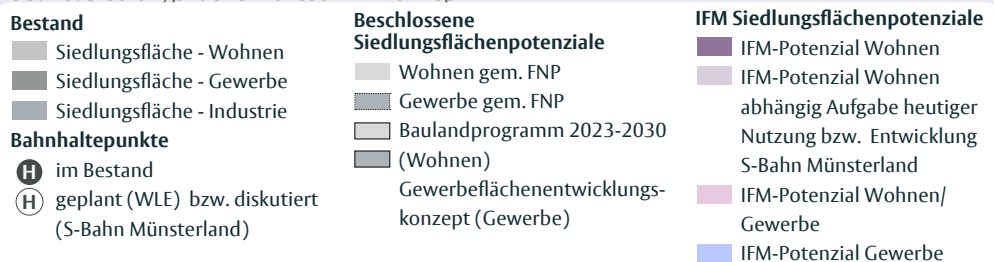 Bestand
Siedlungsfläche - Wohnen
Siedlungsfläche - Gewerbe
Siedlungsfläche - Industrie
Bahnhaltepunkte
H im Bestand
H geplant (WLE) bzw. diskutiert
(S-Bahn Münsterland)
Beschlossene
Siedlungsflächenpotenziale
Wohnen gem. FNP
Gewerbe gem. FNP
Baulandprogramm 2023-2030
(Wohnen)
Gewerbeflächenentwicklungs-
konzept (Gewerbe)
IFM Siedlungsflächenpotenziale
IFM-Potenzial Wohnen
IFM-Potenzial Wohnen
abhängig Aufgabe heutiger
Nutzung bzw. Entwicklung
S-Bahn Münsterland
IFM-Potenzial Wohnen/
Gewerbe
IFM-Potenzial Gewerbe